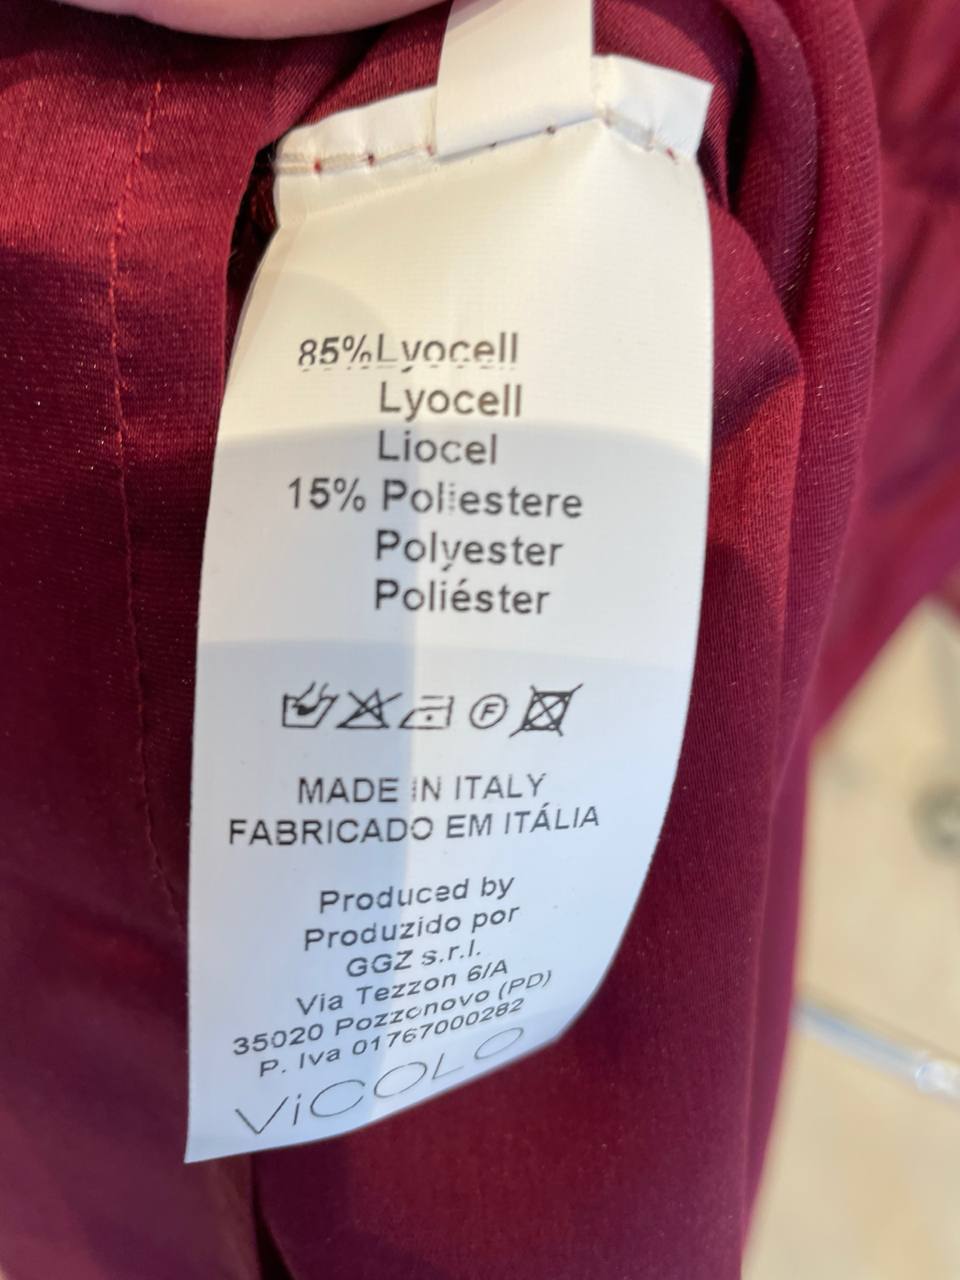 85%Lyocell
Lyocell
Liocel
15% Poliestere
Polyester
Poliéster
F
MADE IN ITALY
FABRICADO EM ITÁLIA
Produced by
Produzido por
GGZ s.r.l.
Via Tezzon 6/A
35020 Pozzonovo (PD)
P. Iva 01767000282
ViCOLO